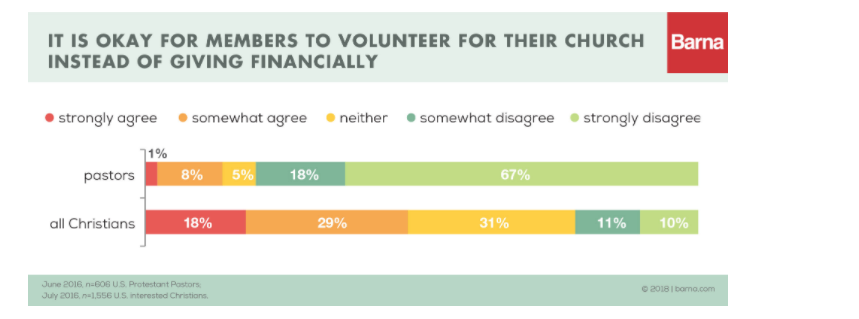 IT IS OKAY FOR MEMBERS TO VOLUNTEER FOR THEIR CHURCH
INSTEAD OF GIVING FINANCIALLY
Barna
strongly agree somewhat agree neither somewhat disagree strongly disagree
1%
pastors 8% 5% 18% 67%
all Christians 18% 29% 31% 11% 10%
June 2016, n=606 U.S. Protestant Pastors;
July 2016, n=1,556 U.S. Interested Christians.
© 2018 | barna.com